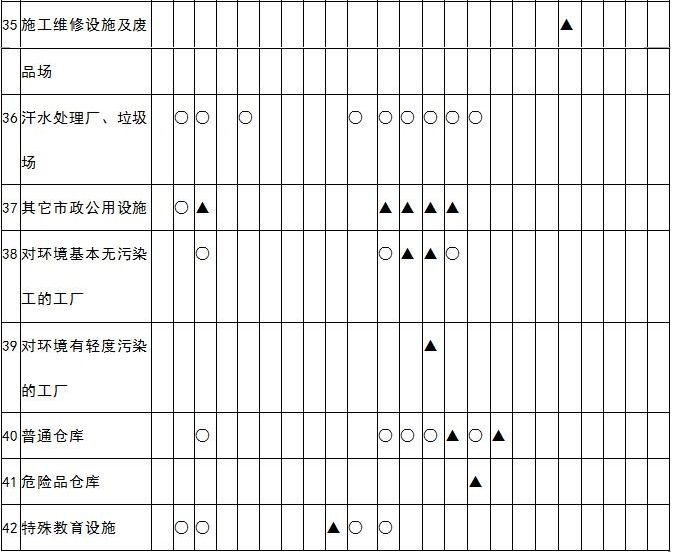 35 施工维修设施及废 ▲
品场
36 汗水处理厂、垃圾 ○ ○ ○ ○ ○ ○ ○ ○ ○
场
37 其它市政公用设施 ○ ▲ ▲ ▲ ▲ ▲
38 对环境基本无污染 ○ ○ ▲ ▲ ○
工的工厂
39 对环境有轻度污染 ▲
的工厂
40 普通仓库 ○ ○ ○ ○ ▲ ○ ▲
41 危险品仓库 ▲
42 特殊教育设施 ○ ○ ▲ ○ ○